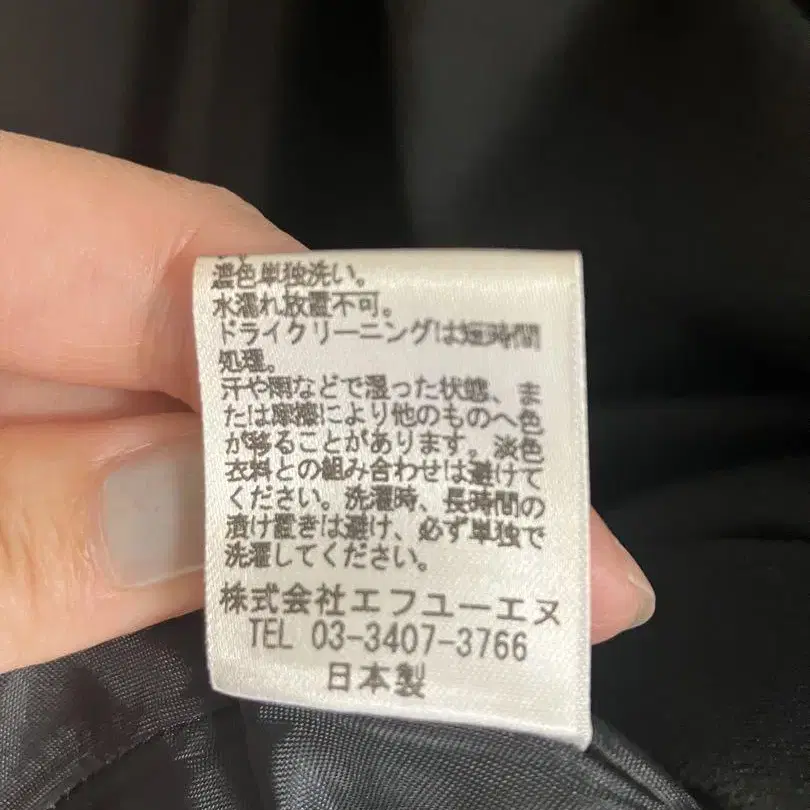 濃色単独洗い。
水濡れ放置不可。
ドライクリーニングは短時間
処理。
汗や雨などで湿った状態、ま
たは摩擦により他のものへ色
が移ることがあります。淡色
衣料との組み合わせは避けて
ください。洗濯時、長時間の
漬け置きは避け、必ず単独で
洗濯してください。
株式会社エフユーエヌ
TEL 03-3407-3766
日本製